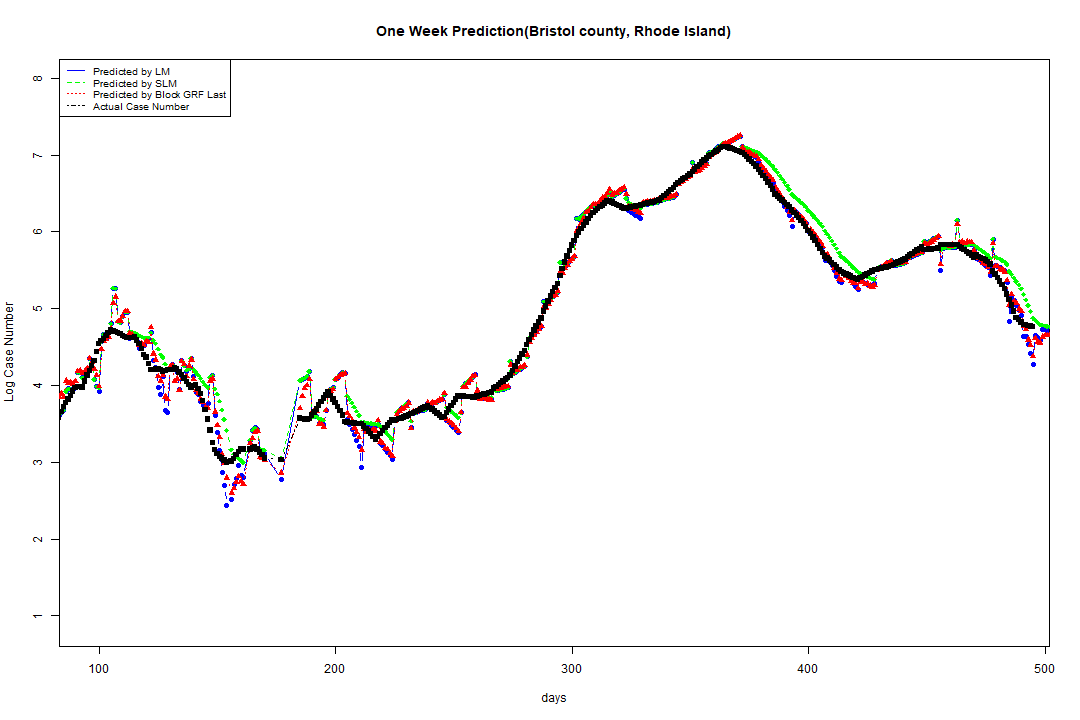 One Week Prediction(Bristol county, Rhode Island)
Predicted by LM
Predicted by SLM
Predicted by Block GRF Last
Actual Case Number
8
7
6
5
4
3
2
1
Log Case Number
100 200 300 400 500
days